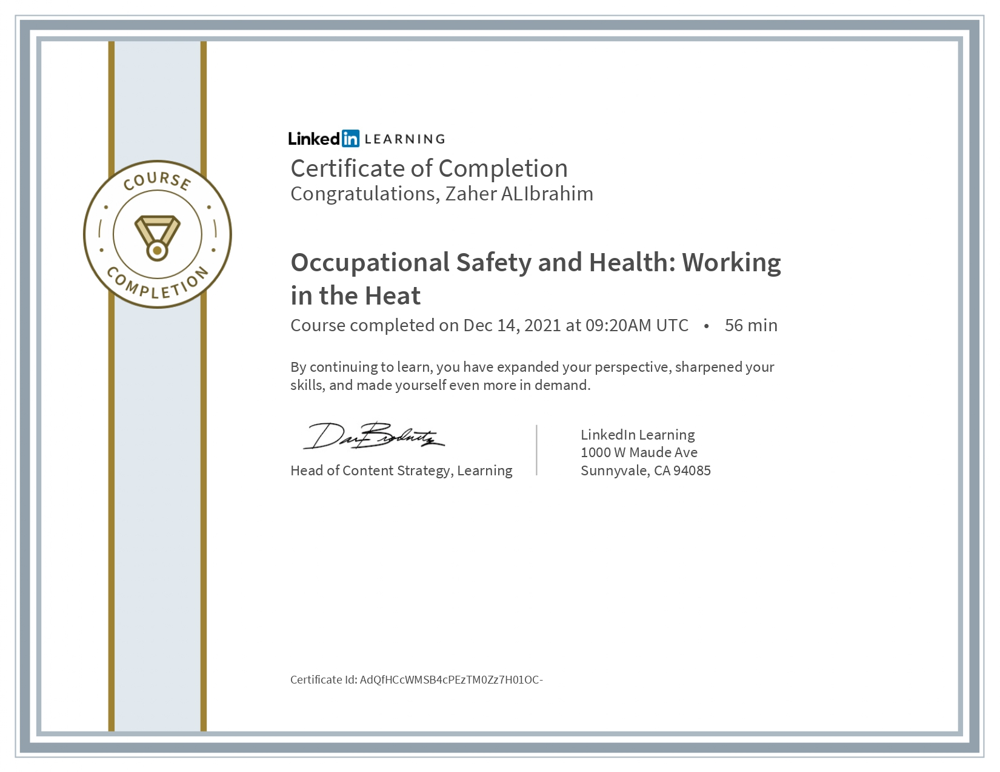 COURSE
COMPLETION
Linked in LEARNING
Certificate of Completion
Congratulations, Zaher ALIbrahim
Occupational Safety and Health: Working
in the Heat
Course completed on Dec 14, 2021 at 09:20AM UTC • 56 min
By continuing to learn, you have expanded your perspective, sharpened your
skills, and made yourself even more in demand.
Dan Brodnitz
Head of Content Strategy, Learning
LinkedIn Learning
1000 W Maude Ave
Sunnyvale, CA 94085
Certificate Id: AdQfHCcWMSB4cPEzTM0Zz7H01OC-